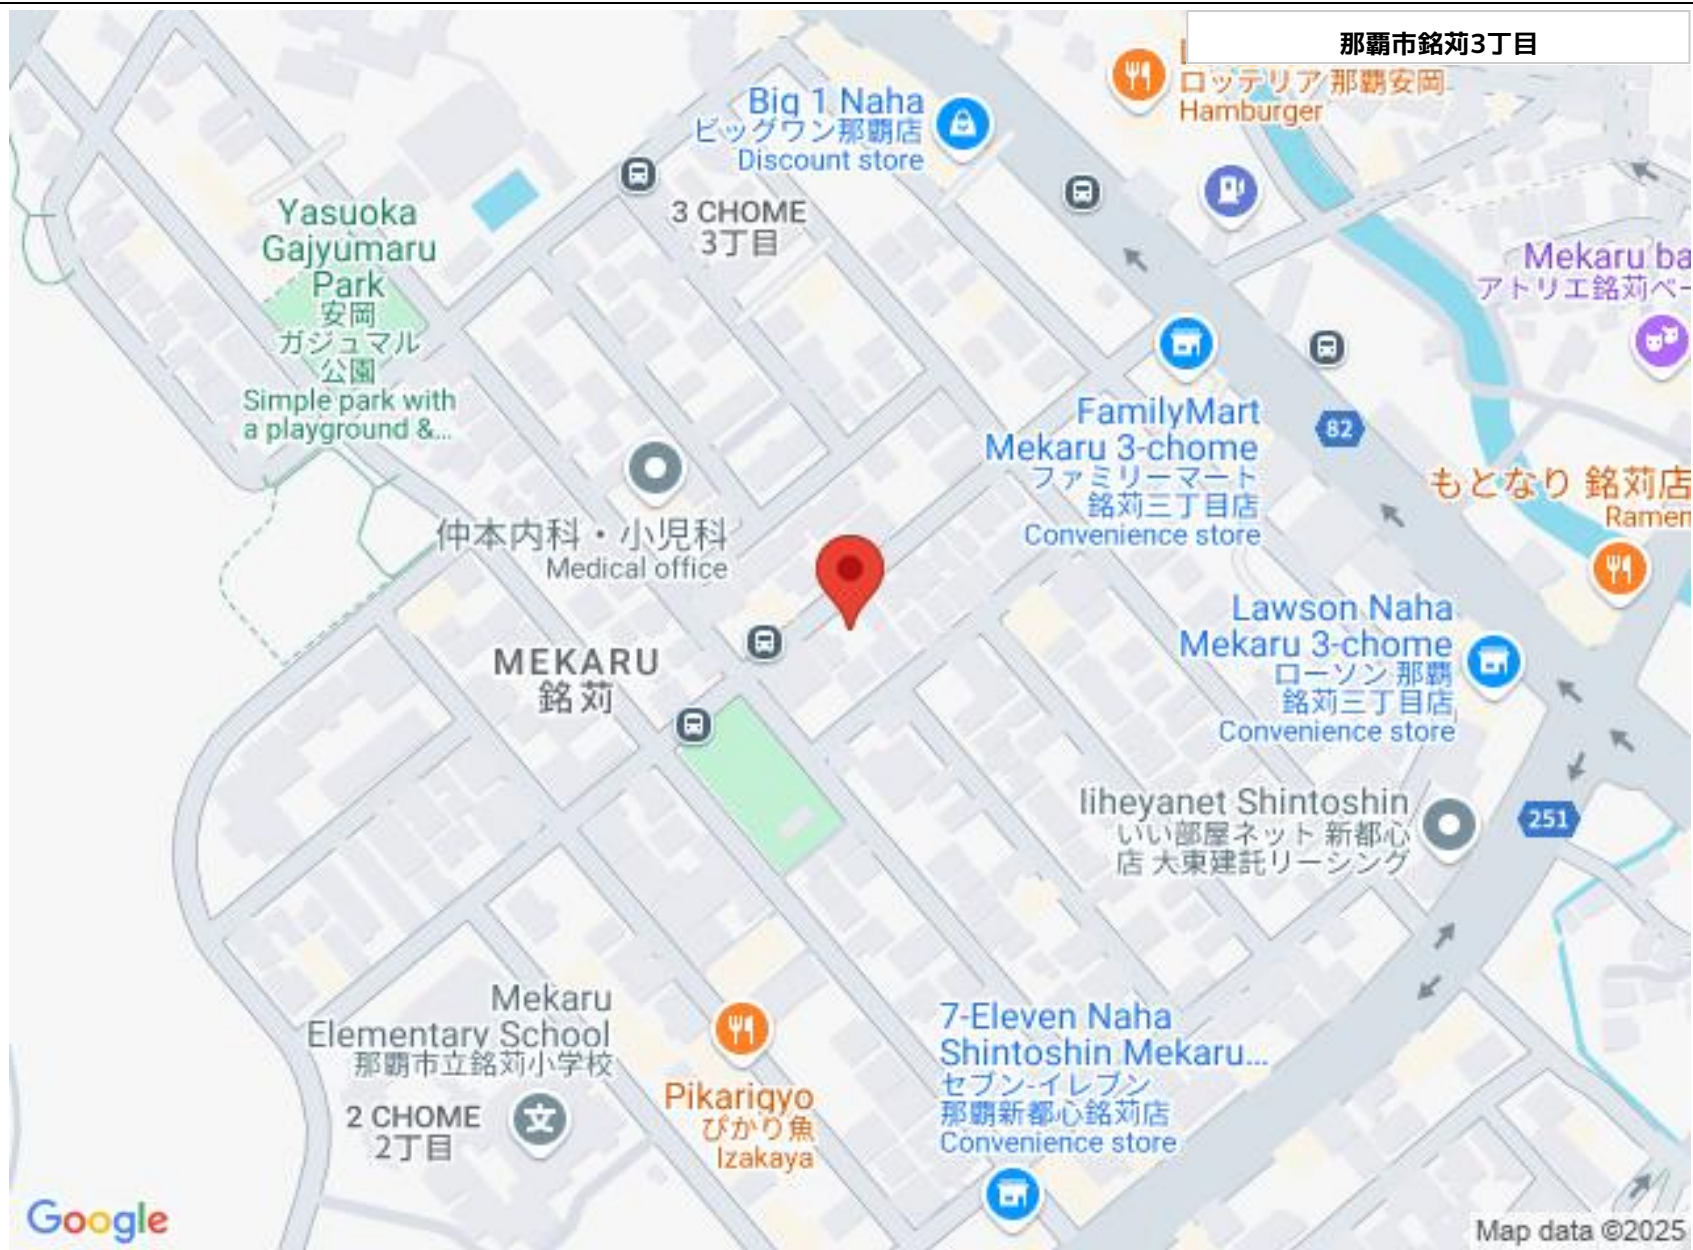 那覇市銘苅3丁目
ロッテリア 那覇安岡
Hamburger
Big 1 Naha
ビッグワン那覇店
Discount store
3 CHOME
3丁目
Yasuoka
Gajyumaru
Park
安岡
ガジュマル
公園
Simple park with
a playground &...
Mekaru ba
アトリエ銘苅ベー
FamilyMart
Mekaru 3-chome
ファミリーマート
銘苅三丁目店
Convenience store
82
もとなり 銘苅店
Ramen
仲本内科・小児科
Medical office
MEKARU
銘苅
Lawson Naha
Mekaru 3-chome
ローソン 那覇
銘苅三丁目店
Convenience store
Iiheyanet Shintoshin
いい部屋ネット 新都心
店 大東建託リーシング
251
Mekaru
Elementary School
那覇市立銘苅小学校
文
2 CHOME
2丁目
Pikarigyo
ぴかり魚
Izakaya
7-Eleven Naha
Shintoshin Mekaru...
セブン-イレブン
那覇新都心銘苅店
Convenience store
Google
Map data ©2025